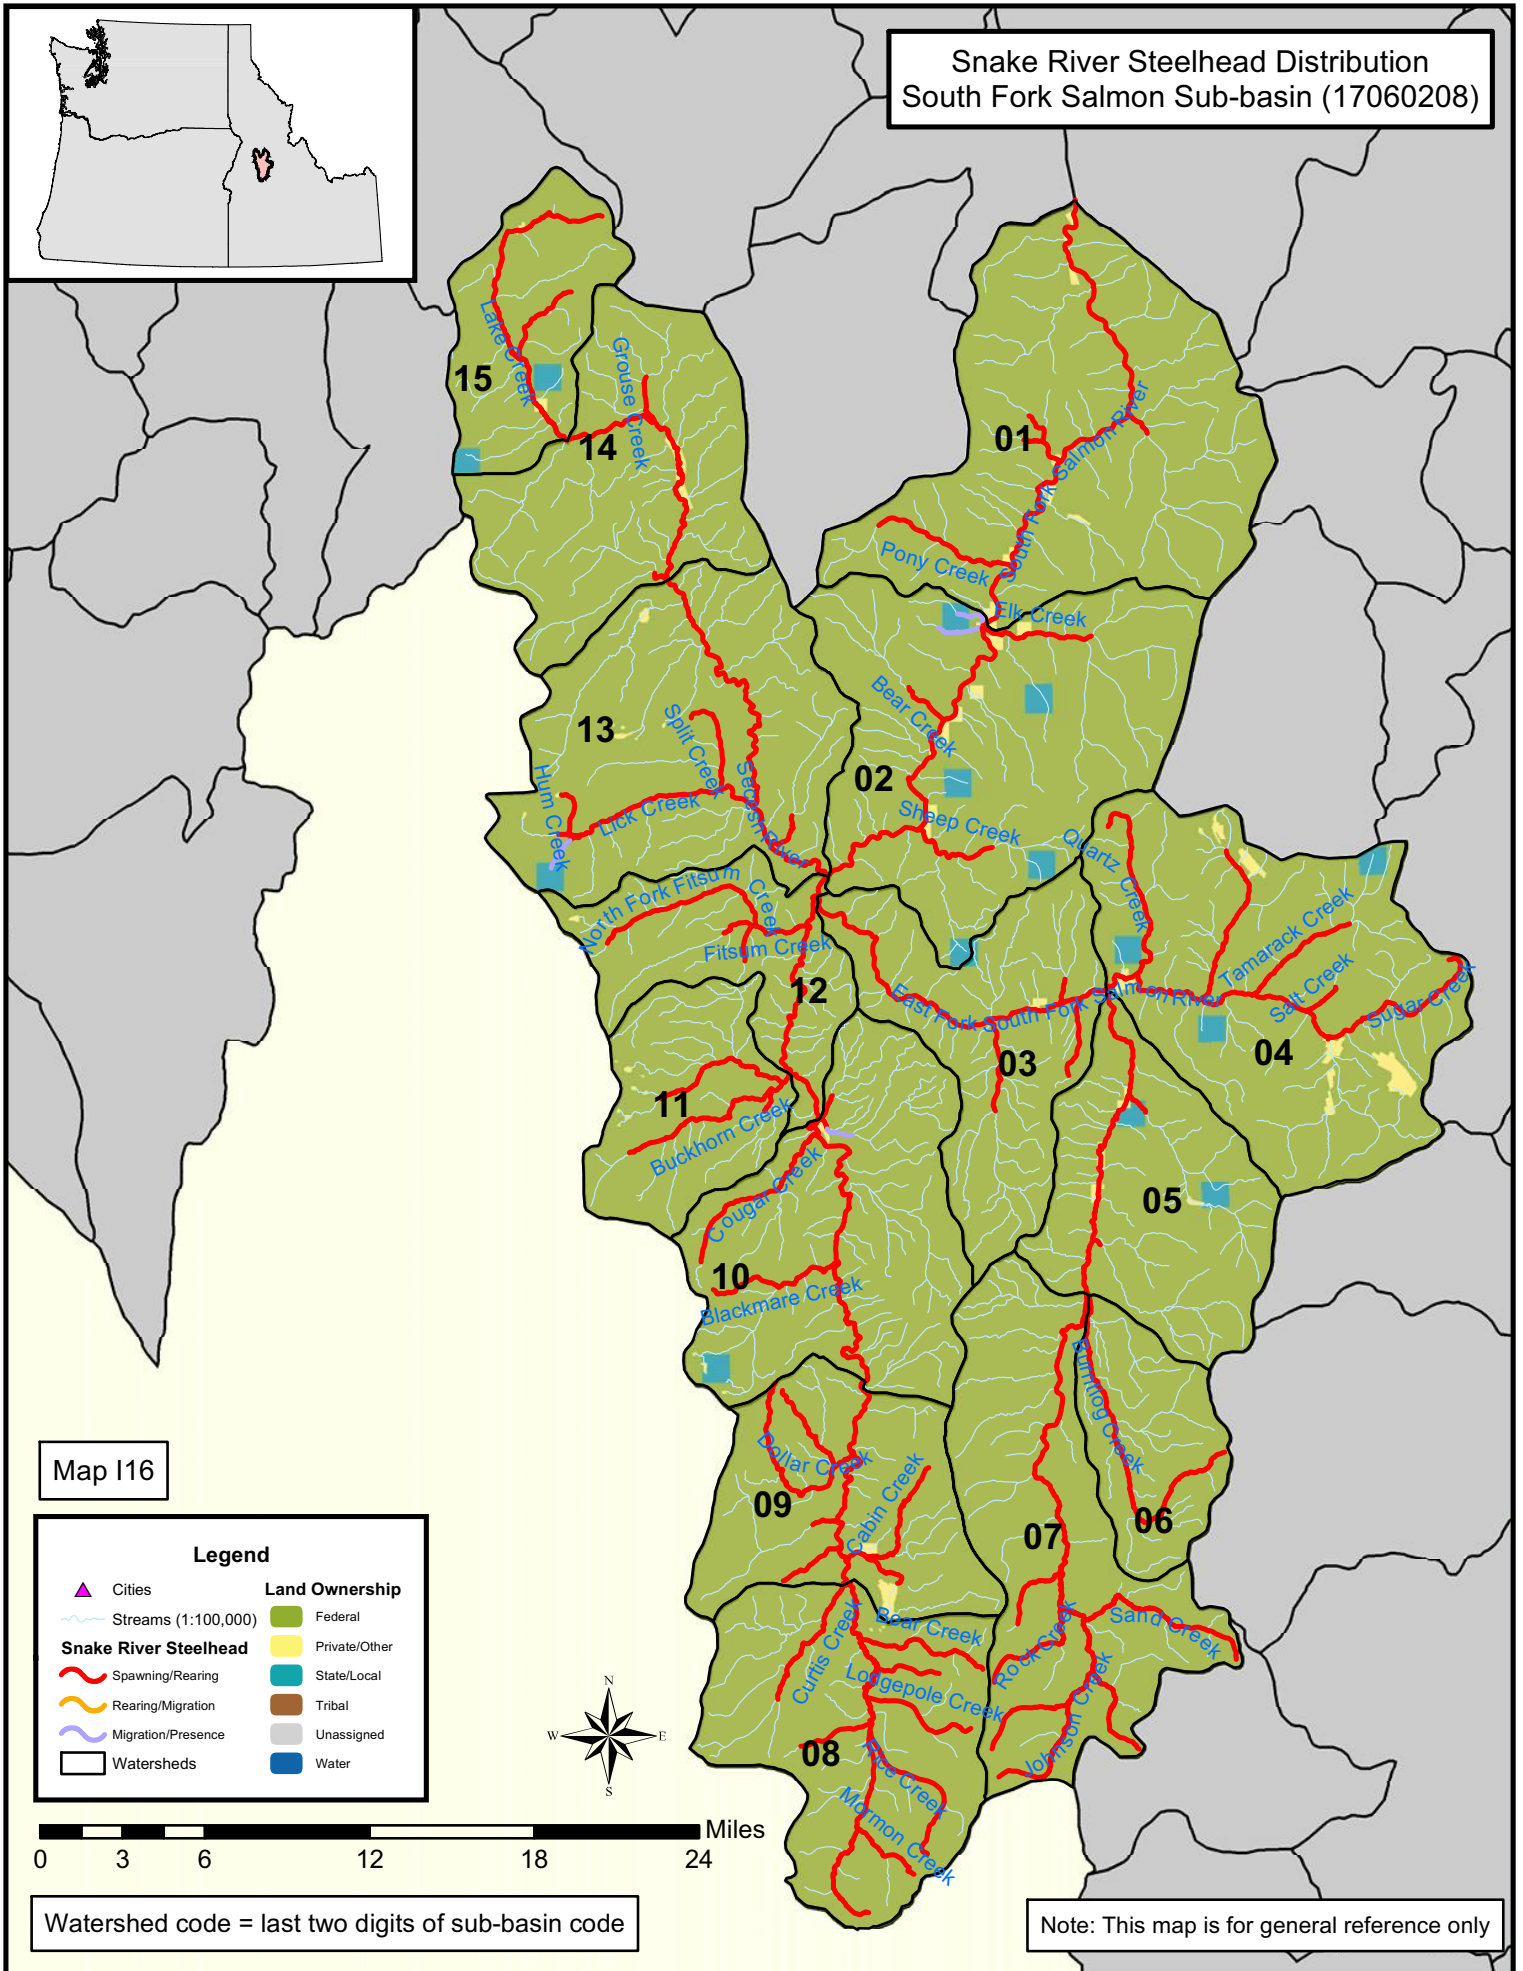 Snake River Steelhead Distribution
South Fork Salmon Sub-basin (17060208)
Lake Creek
15
Grouse Creek
14
01
South Fork Salmon River
Pony Creek
Elk Creek
Bear Creek
13
Split Creek
Secesh River
02
Hum Creek
Lick Creek
Sheep Creek
Quartz Creek
North Fork Fitsum Creek
Fitsum Creek
12
Tamarack Creek
Salt Creek
Sugar Creek
East Fork South Fork Salmon River
03
04
11
Buckhorn Creek
Cougar Creek
05
10
Blackmare Creek
Burntlog Creek
Dollar Creek
09
Cabin Creek
07
06
Bear Creek
Curtis Creek
Rock Creek
Sand Creek
Lodgepole Creek
Johnson Creek
08
Rice Creek
Mormon Creek
Map I16
Legend
Cities
Streams (1:100,000)
Snake River Steelhead
Spawning/Rearing
Rearing/Migration
Migration/Presence
Watersheds
Land Ownership
Federal
Private/Other
State/Local
Tribal
Unassigned
Water
N
W
E
S
Miles
0 3 6 12 18 24
Watershed code = last two digits of sub-basin code
Note: This map is for general reference only